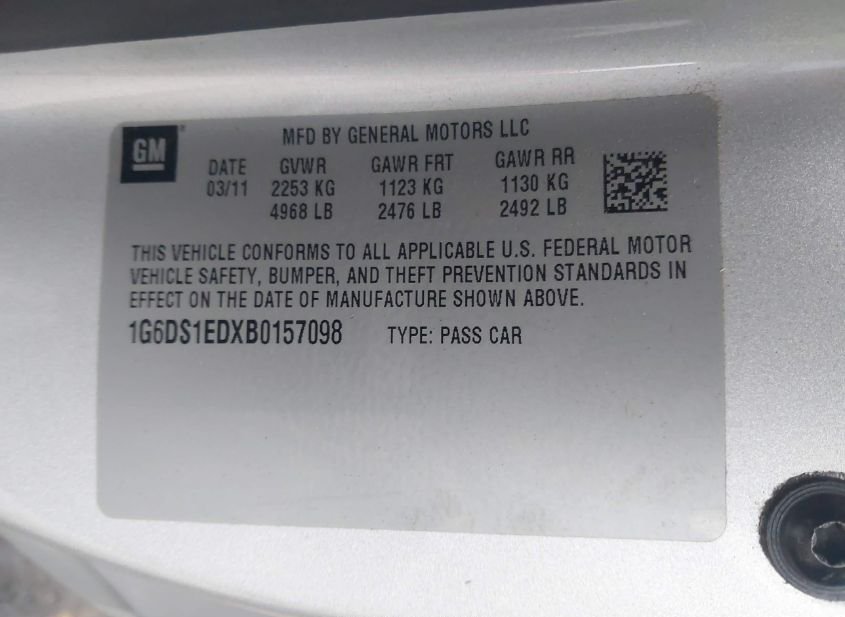 GM
MFD BY GENERAL MOTORS LLC
DATE GVWR GAWR FRT GAWR RR
03/11 2253 KG 1123 KG 1130 KG
4968 LB 2476 LB 2492 LB
THIS VEHICLE CONFORMS TO ALL APPLICABLE U.S. FEDERAL MOTOR
VEHICLE SAFETY, BUMPER, AND THEFT PREVENTION STANDARDS IN
EFFECT ON THE DATE OF MANUFACTURE SHOWN ABOVE.
1G6DS1EDXB0157098 TYPE: PASS CAR